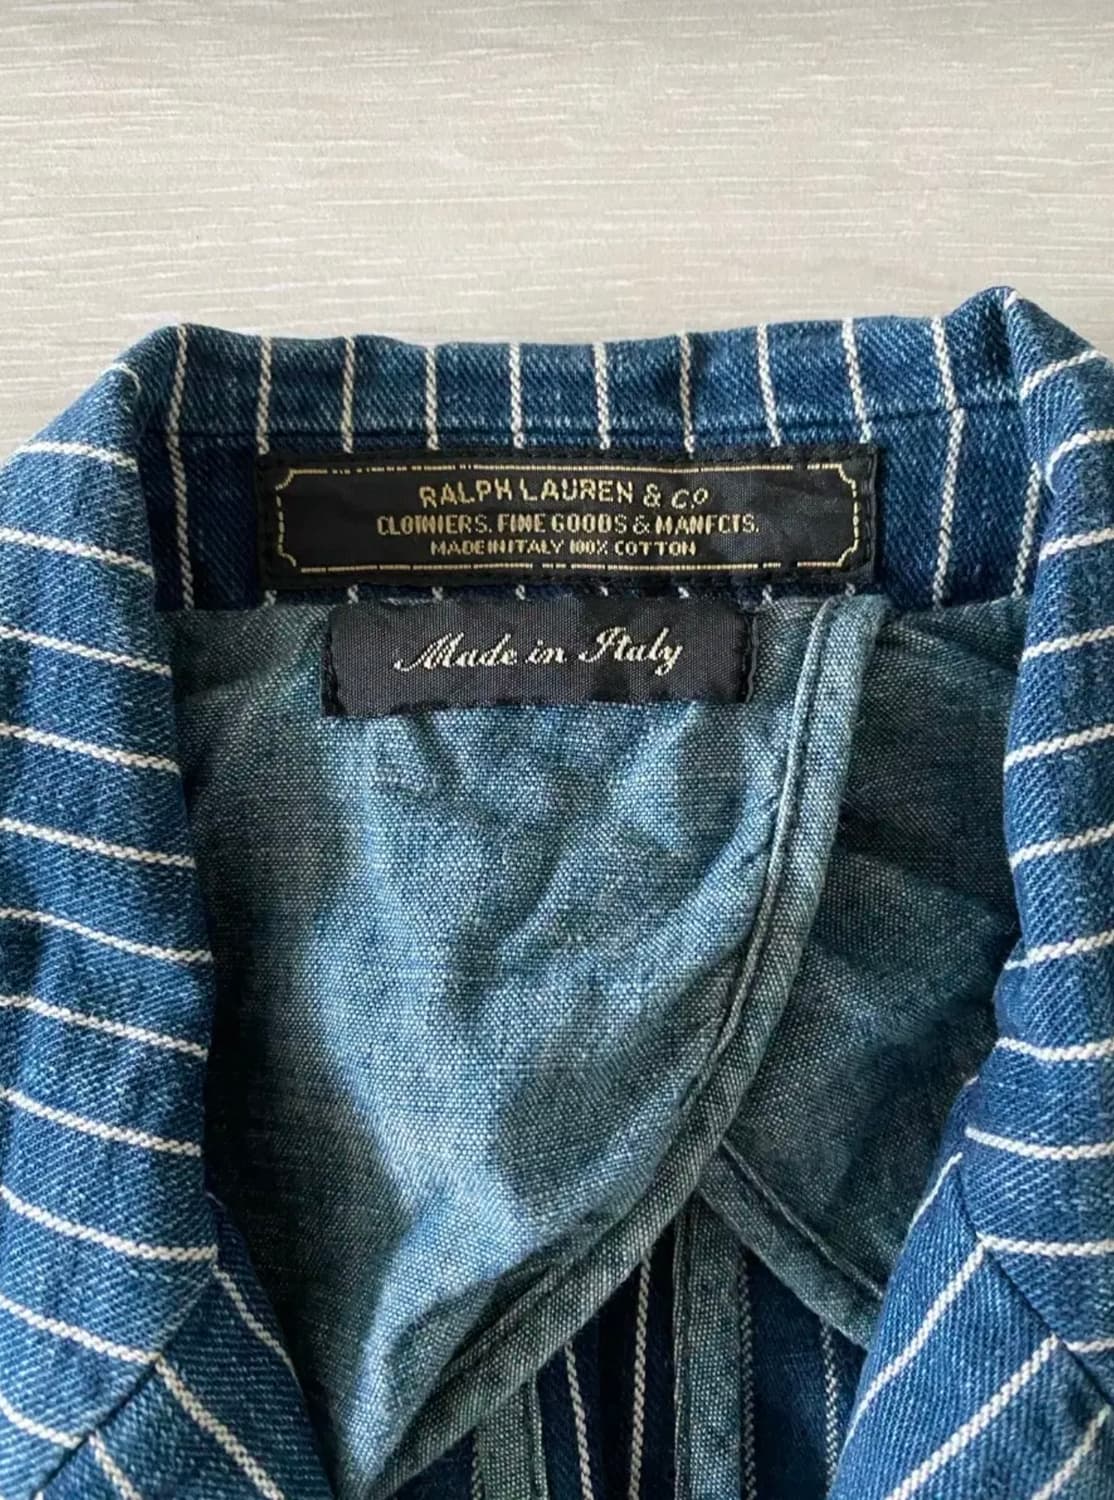 RALPH LAUREN & Co
CLOTHIERS, FINE GOODS & MANFCTS.
MADE IN ITALY 100% COTTON
Made in Italy